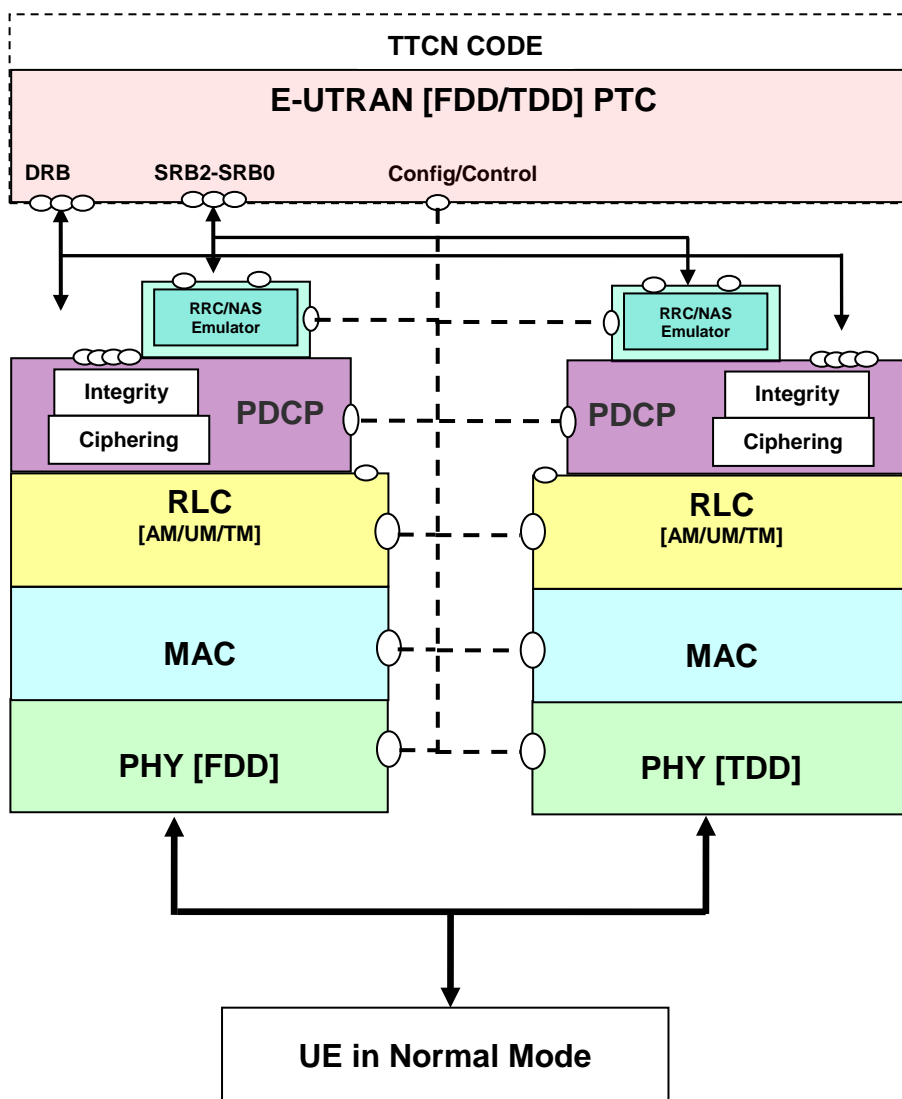 TTCN CODE
E-UTRAN [FDD/TDD] PTC
DRB
SRB2-SRB0
Config/Control
RRC/NAS
Emulator
RRC/NAS
Emulator
Integrity
Ciphering
PDCP
PDCP
Integrity
Ciphering
RLC
[AM/UM/TM]
RLC
[AM/UM/TM]
MAC
MAC
PHY [FDD]
PHY [TDD]
UE in Normal Mode